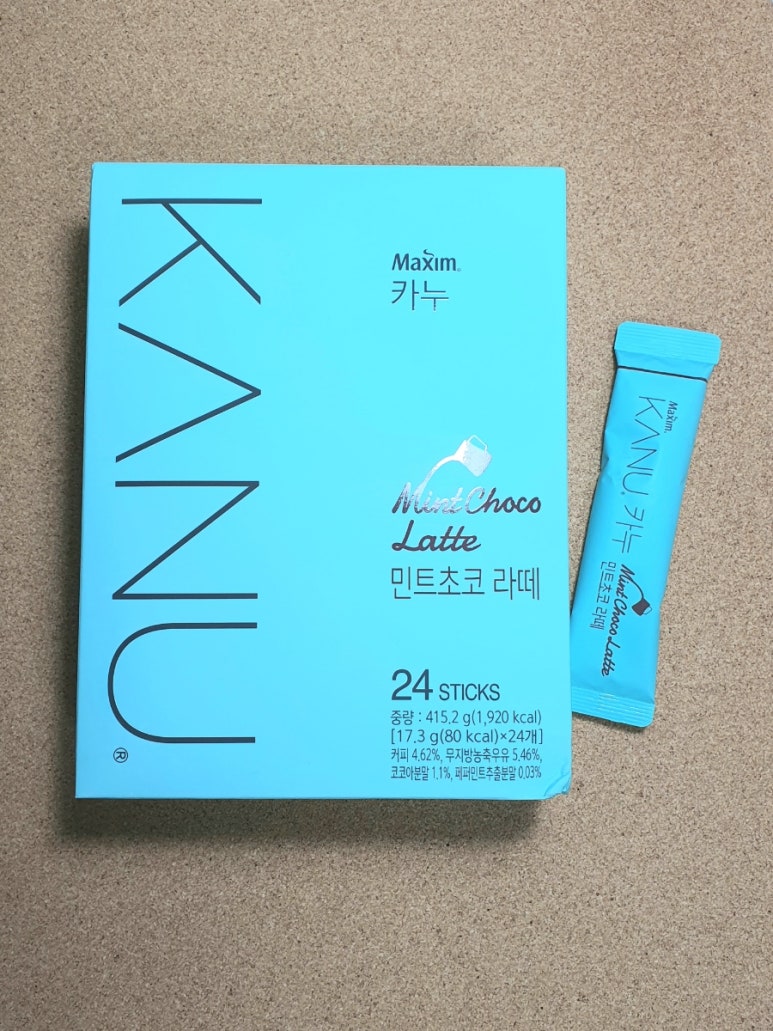 KANU®
Maxim®
카누
Mint Choco
Latte
민트초코 라떼
24 STICKS
중량 : 415.2 g(1,920 kcal)
[17.3 g(80 kcal)×24개]
커피 4.62%, 무지방농축우유 5.46%,
코코아분말 1.1%, 페퍼민트추출분말 0.03%
Maxim®
KANU® 카누
Mint Choco Latte
민트초코 라떼